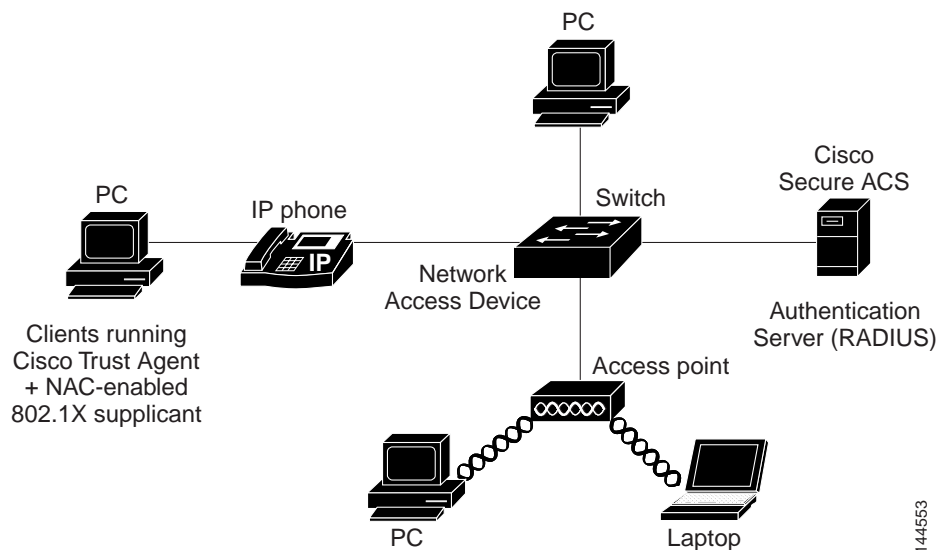 PC
Cisco
Secure ACS
Switch
PC
IP phone
IP
Network
Access Device
Authentication
Server (RADIUS)
Clients running
Cisco Trust Agent
+ NAC-enabled
802.1X supplicant
Access point
PC
Laptop
144553